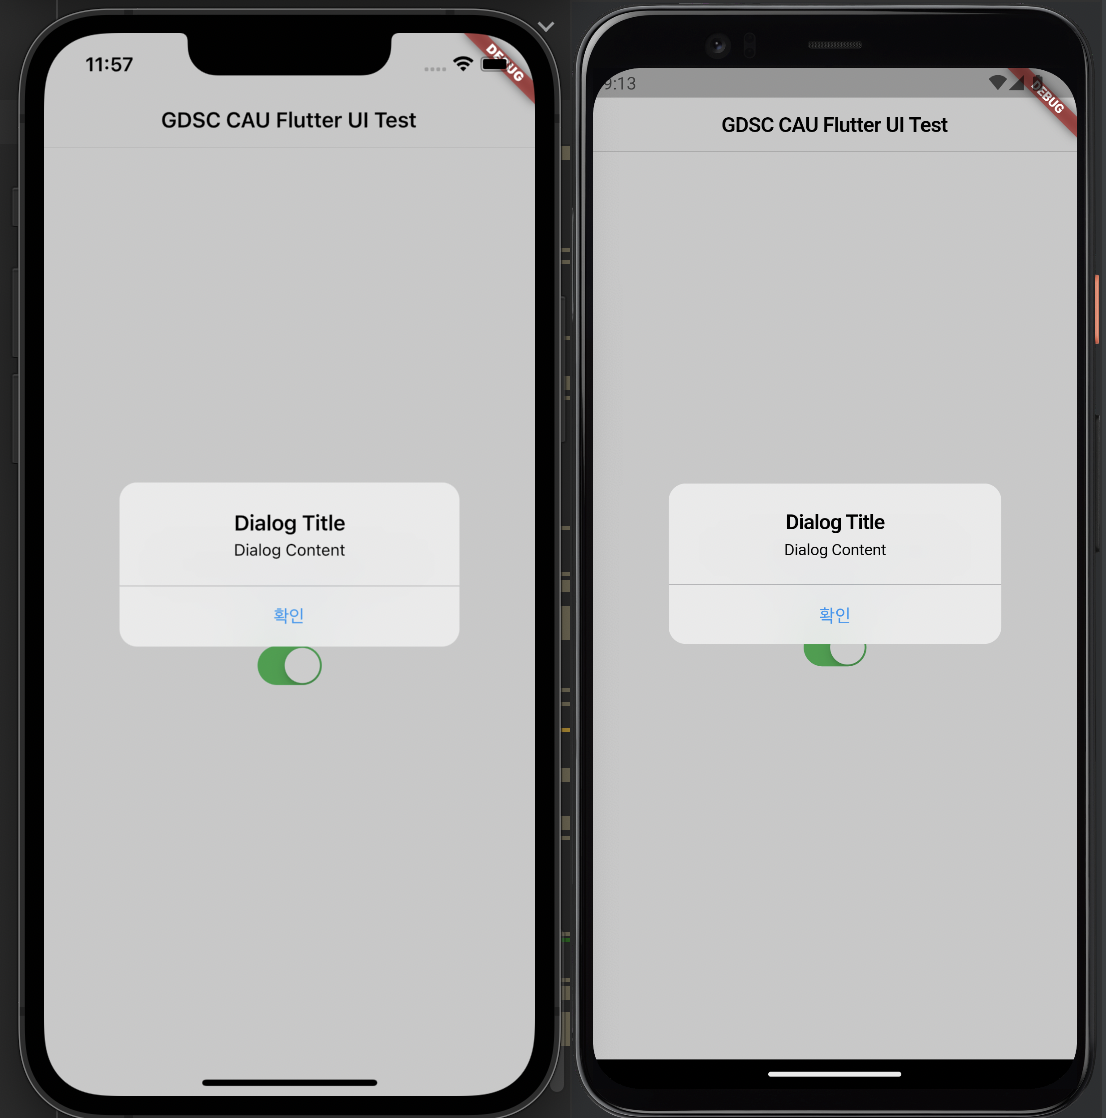 11:57
DEBUG
GDSC CAU Flutter UI Test
Dialog Title
Dialog Content
확인
9:13
DEBUG
GDSC CAU Flutter UI Test
Dialog Title
Dialog Content
확인